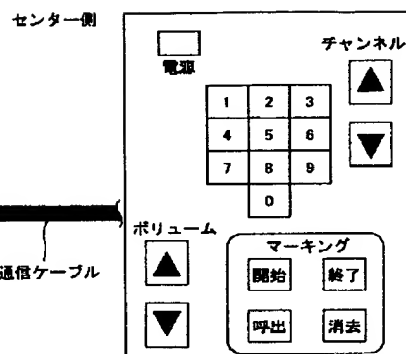 センター側
電源
チャンネル
▲
▼
1 2 3
4 5 6
7 8 9
0
ボリューム
▲
▼
マーキング
開始 終了
呼出 消去
通信ケーブル